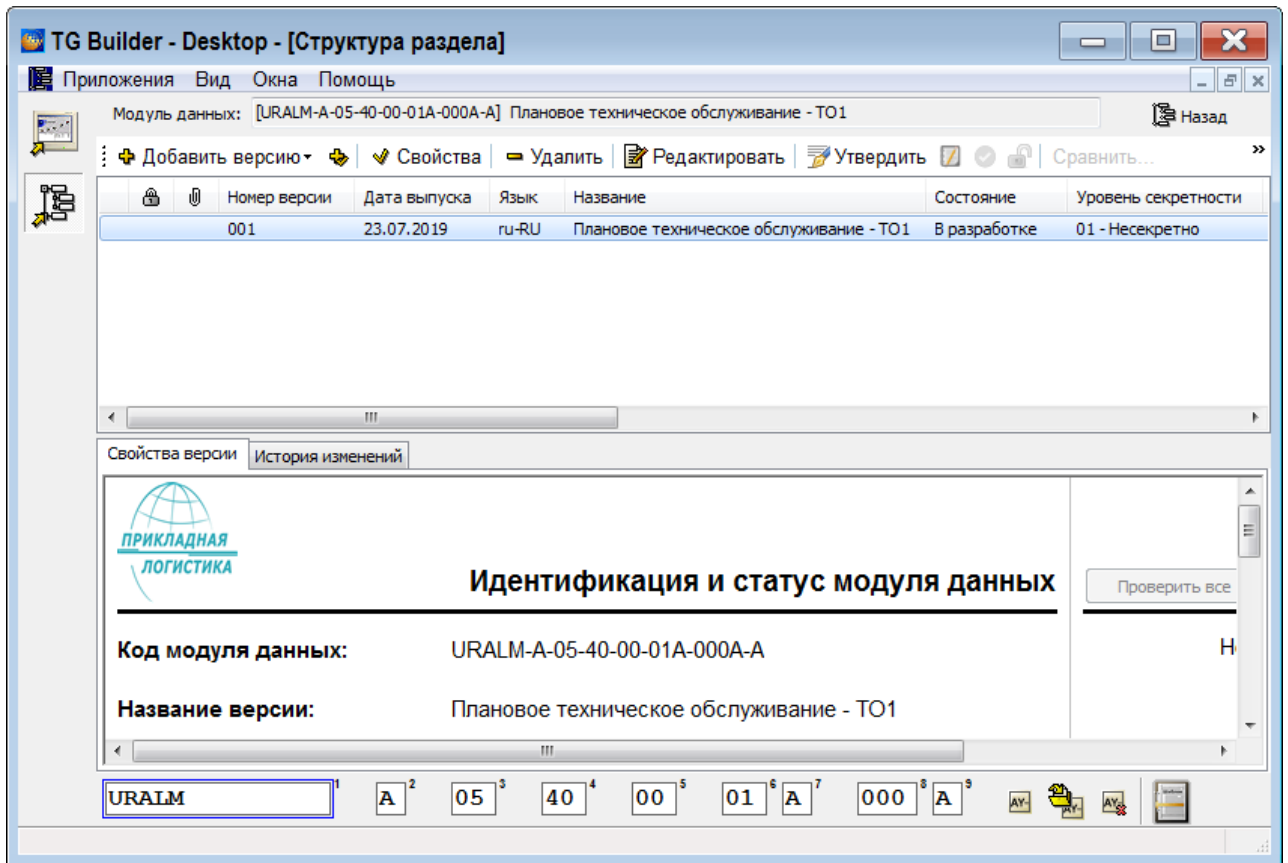 TG Builder - Desktop - [Структура раздела]
Приложения Вид Окна Помощь
Модуль данных: [URALM-A-05-40-00-01A-000A-A] Плановое техническое обслуживание - ТО1 Назад
Добавить версию Свойства Удалить Редактировать Утвердить Сравнить... »
Номер версии Дата выпуска Язык Название Состояние Уровень секретности
001 23.07.2019 ru-RU Плановое техническое обслуживание - ТО1 В разработке 01 - Несекретно
Свойства версии История изменений
ПРИКЛАДНАЯ
ЛОГИСТИКА
Идентификация и статус модуля данных Проверить все
Код модуля данных: URALM-A-05-40-00-01A-000A-A
Название версии: Плановое техническое обслуживание - ТО1
URALM 1 A 2 05 3 40 4 00 5 01 6 A 7 000 8 A 9